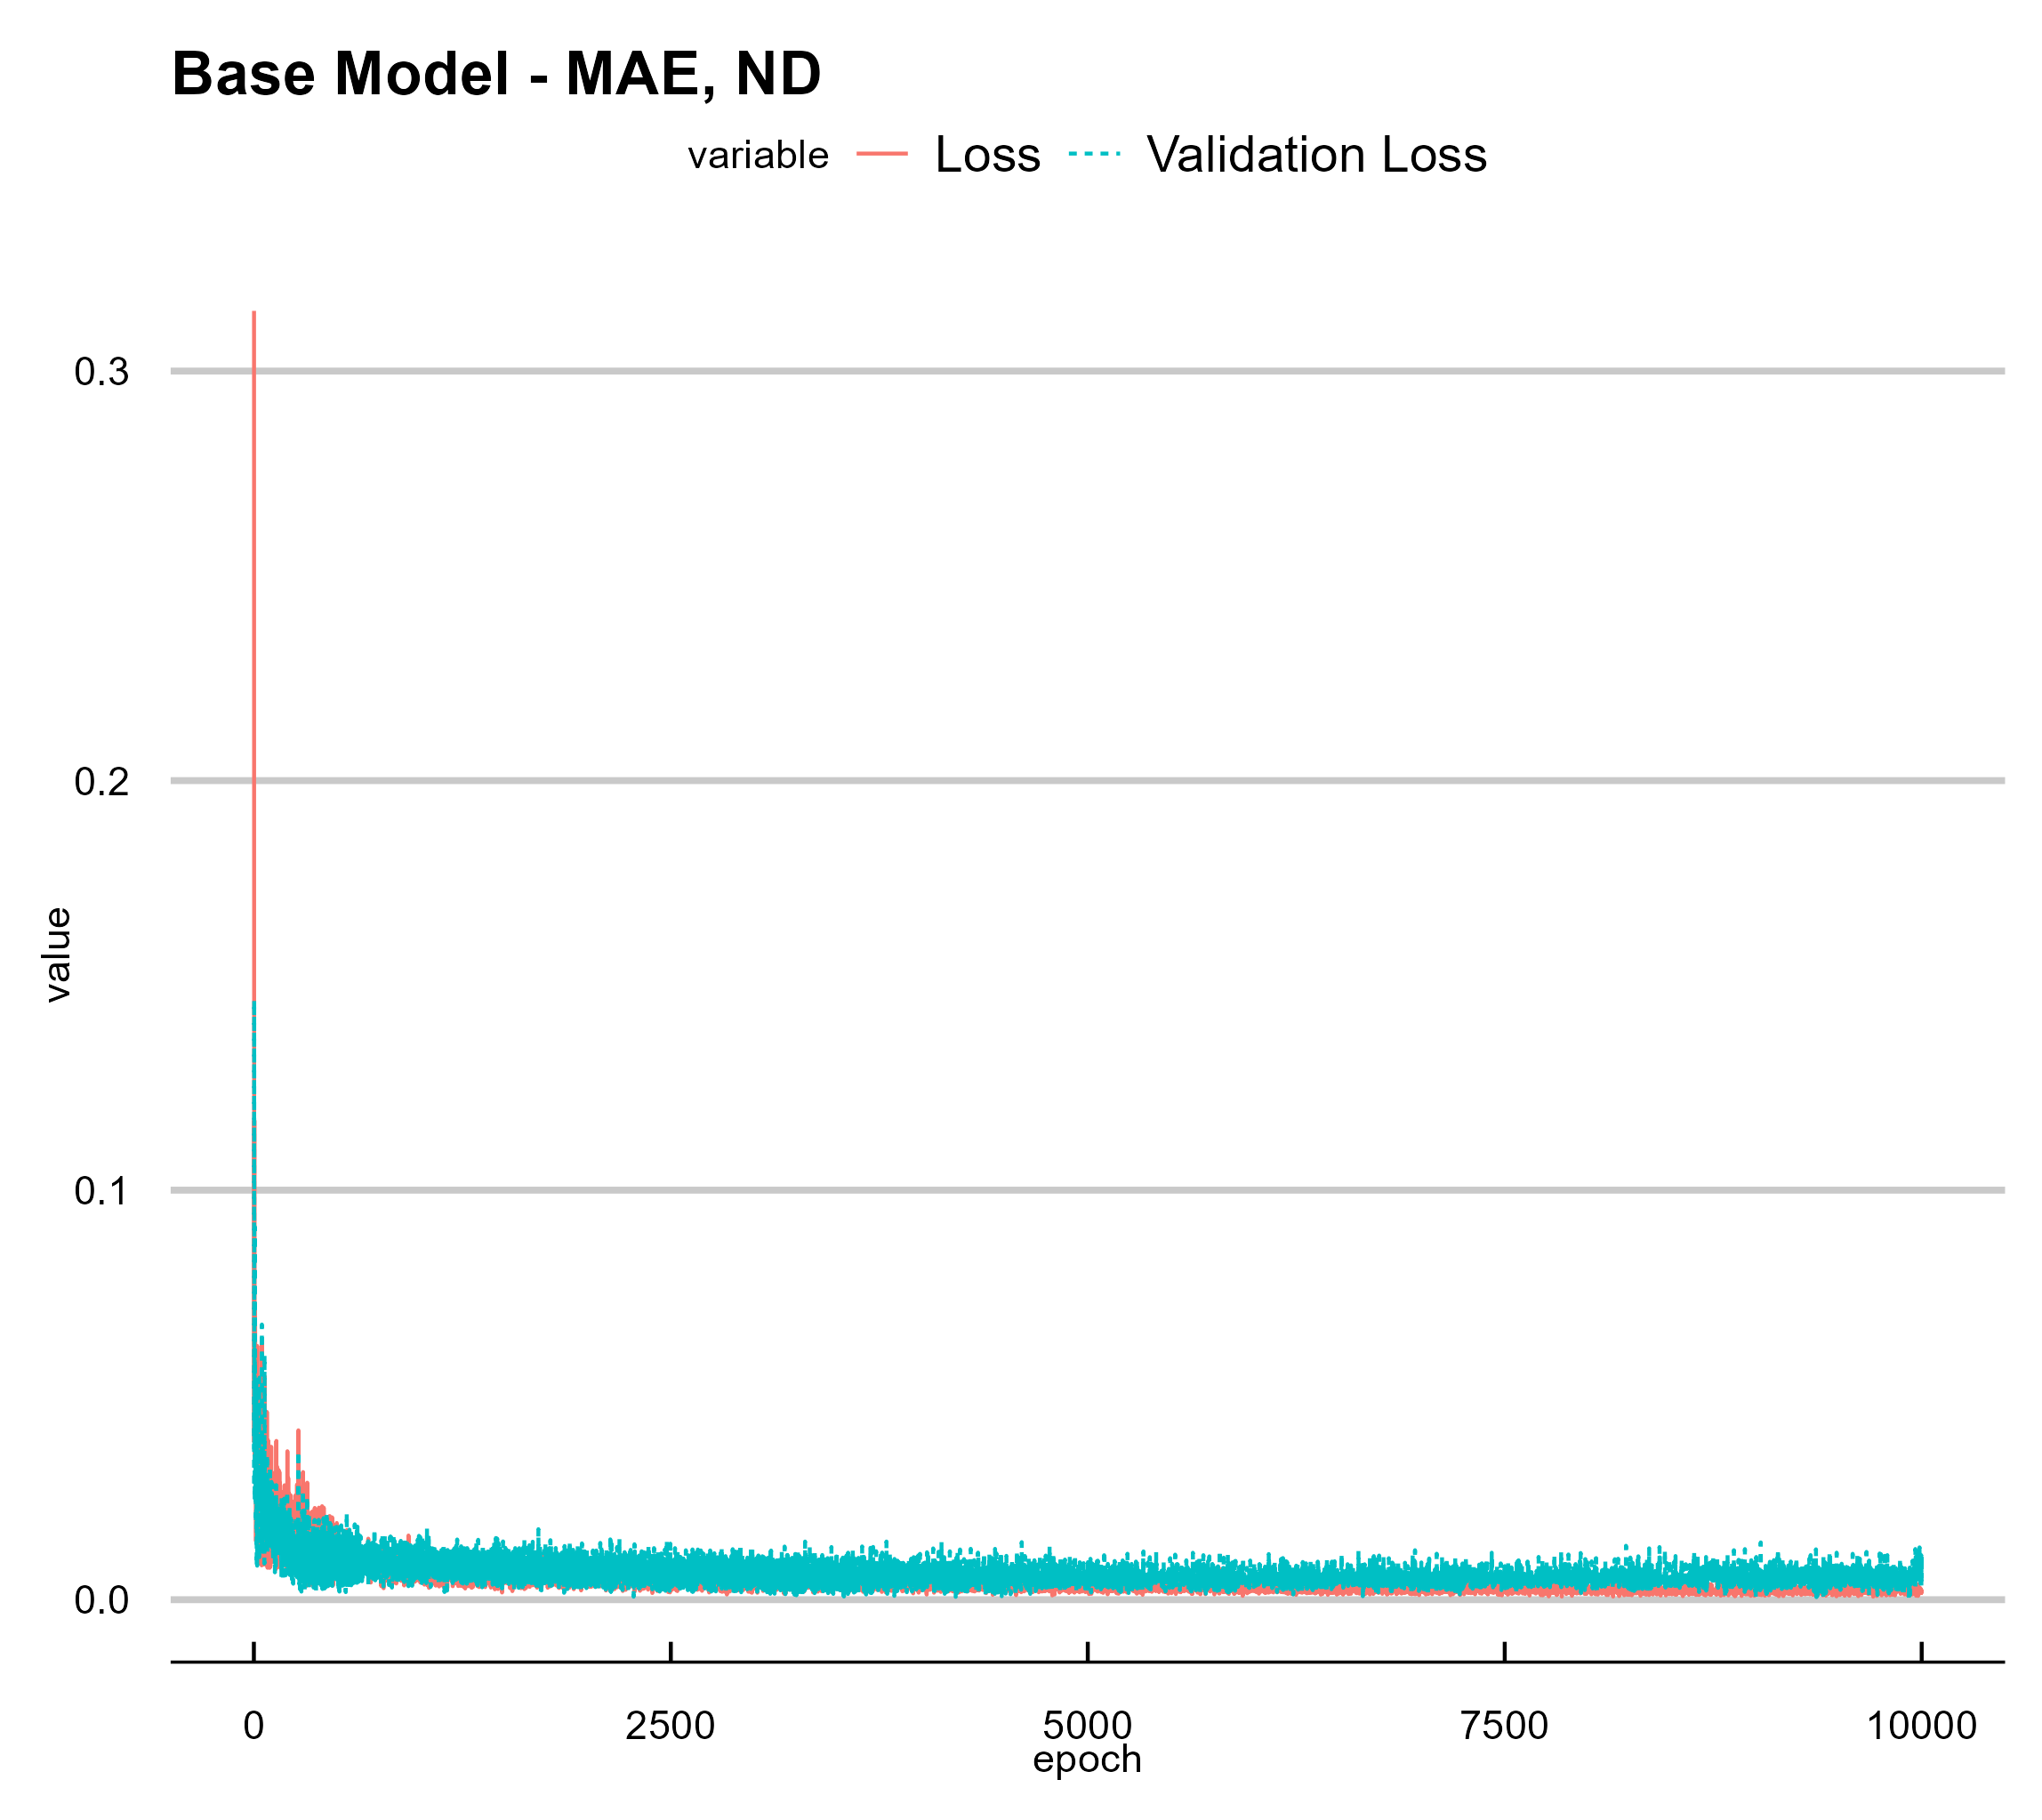 Base Model - MAE, ND
variable Loss Validation Loss
0.3
0.2
value
0.1
0.0
0 2500 5000 7500 10000
epoch